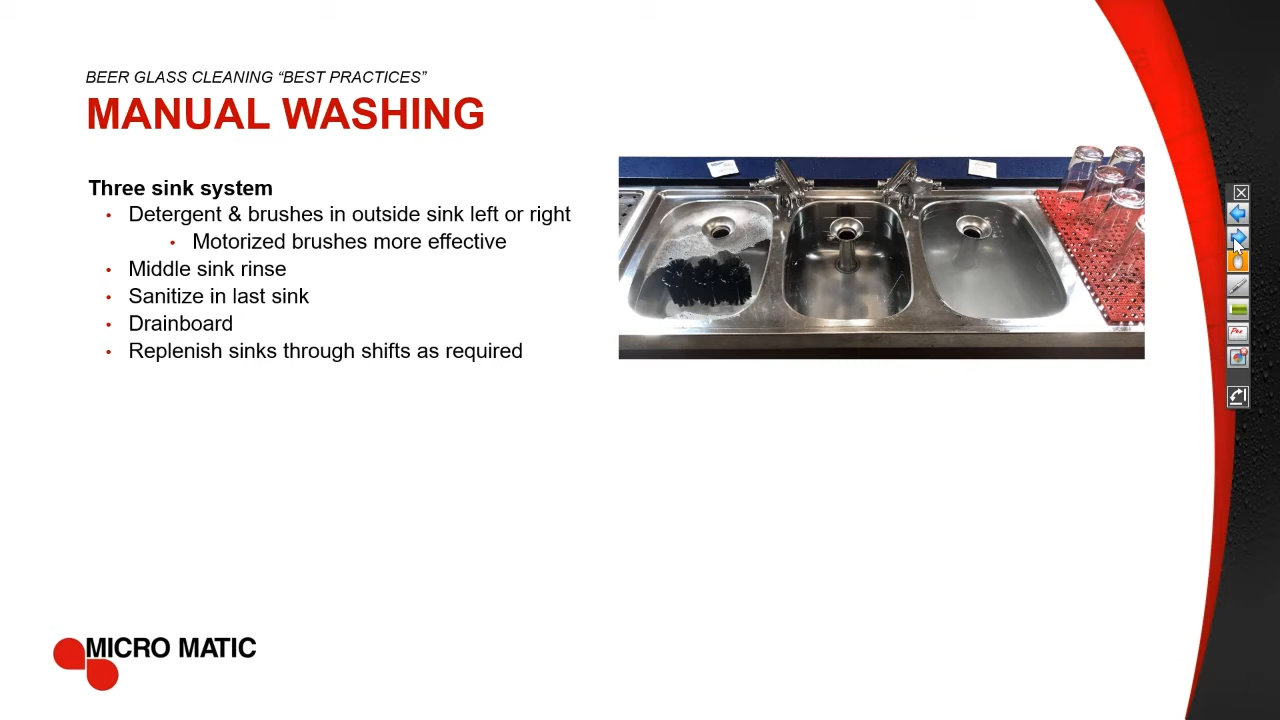 BEER GLASS CLEANING “BEST PRACTICES”
MANUAL WASHING
Three sink system
• Detergent & brushes in outside sink left or right
• Motorized brushes more effective
• Middle sink rinse
• Sanitize in last sink
• Drainboard
• Replenish sinks through shifts as required
MICRO MATIC